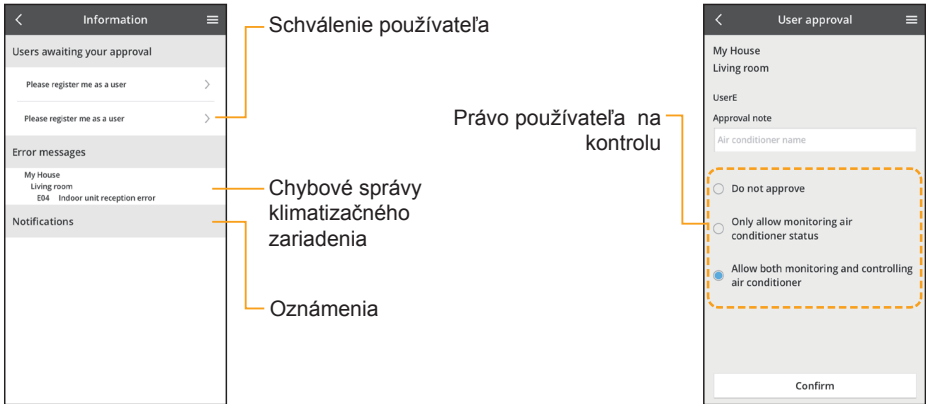 Information
Users awaiting your approval
Please register me as a user
Please register me as a user
Error messages
My House
Living room
E04 Indoor unit reception error
Notifications
Schválenie používateľa
Chybové správy
klimatizačného
zariadenia
Oznámenia
Právo používateľa na
kontrolu
User approval
My House
Living room
UserE
Approval note
Air conditioner name
Do not approve
Only allow monitoring air
conditioner status
Allow both monitoring and controlling
air conditioner
Confirm